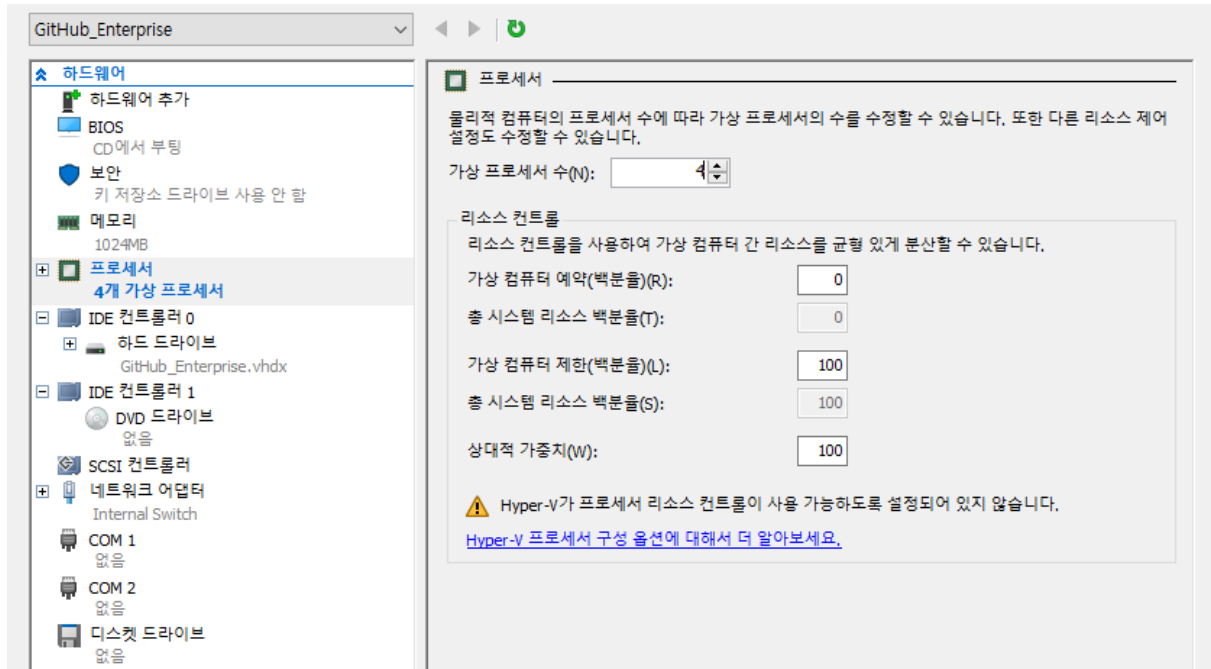 GitHub_Enterprise
하드웨어
하드웨어 추가
BIOS
CD에서 부팅
보안
키 저장소 드라이브 사용 안 함
메모리
1024MB
프로세서
4개 가상 프로세서
IDE 컨트롤러 0
하드 드라이브
GitHub_Enterprise.vhdx
IDE 컨트롤러 1
DVD 드라이브
없음
SCSI 컨트롤러
네트워크 어댑터
Internal Switch
COM 1
없음
COM 2
없음
디스켓 드라이브
없음
프로세서
물리적 컴퓨터의 프로세서 수에 따라 가상 프로세서의 수를 수정할 수 있습니다. 또한 다른 리소스 제어
설정도 수정할 수 있습니다.
가상 프로세서 수(N): 4
리소스 컨트롤
리소스 컨트롤을 사용하여 가상 컴퓨터 간 리소스를 균형 있게 분산할 수 있습니다.
가상 컴퓨터 예약(백분율)(R): 0
총 시스템 리소스 백분율(T): 0
가상 컴퓨터 제한(백분율)(L): 100
총 시스템 리소스 백분율(S): 100
상대적 가중치(W): 100
Hyper-V가 프로세서 리소스 컨트롤이 사용 가능하도록 설정되어 있지 않습니다.
Hyper-V 프로세서 구성 옵션에 대해서 더 알아보세요.